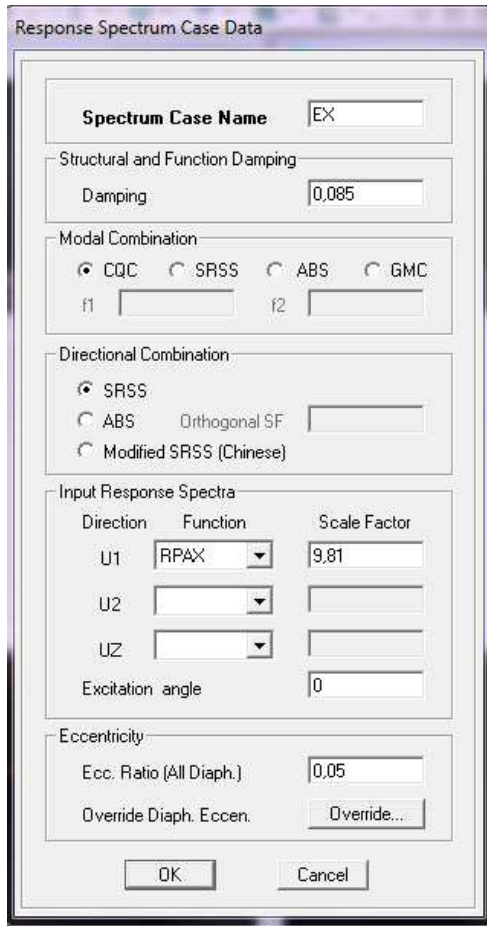 Response Spectrum Case Data
Spectrum Case Name EX
Structural and Function Damping
Damping 0,085
Modal Combination
CQC SRSS ABS GMC
f1 f2
Directional Combination
SRSS
ABS Orthogonal SF
Modified SRSS (Chinese)
Input Response Spectra
Direction Function Scale Factor
U1 RPAX 9,81
U2
UZ
Excitation angle 0
Eccentricity
Ecc. Ratio (All Diaph.) 0,05
Override Diaph. Eccen. Override...
OK Cancel